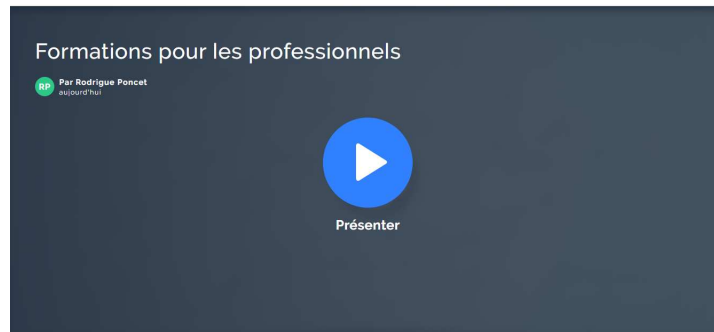 Formations pour les professionnels
RP
Par Rodrigue Poncet
aujourd'hui
Présenter